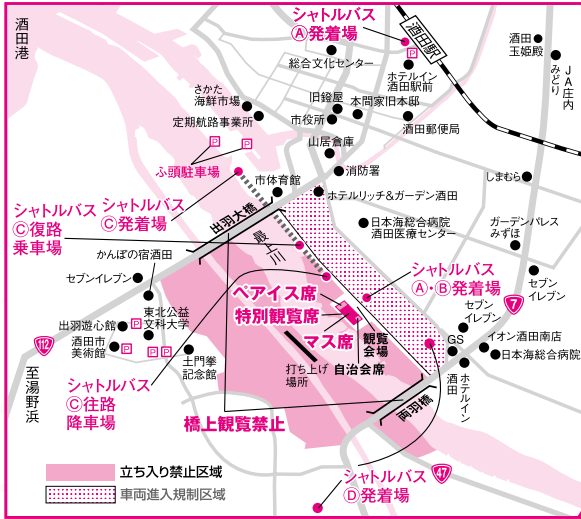 酒田港
シャトルバス
Ⓐ発着場
酒田駅
P
総合文化センター
ホテルイン
酒田駅前
酒田
玉姫殿
JA庄内
みどり
さかた
海鮮市場
定期航路事業所
旧鐙屋
市役所
本間家旧本邸
酒田郵便局
P
P
ふ頭駐車場
山居倉庫
消防署
しまむら
市体育館
ホテルリッチ&ガーデン酒田
シャトルバス
Ⓒ発着場
シャトルバス
Ⓒ復路
乗車場
出羽大橋
最上川
日本海総合病院
酒田医療センター
ガーデンパレス
みずほ
かんぽの宿酒田
セブンイレブン
シャトルバス
Ⓐ・Ⓑ発着場
セブン
イレブン
7
ペアイス席
特別観覧席
マス席
観覧
会場
自治会席
打ち上げ
場所
セブン
イレブン
GS
イオン酒田南店
日本海総合病院
ホテルイン
酒田
東北公益
文科大学
出羽遊心館
P
酒田市
美術館
P
P
P
土門拳
記念館
112
至湯野浜
シャトルバス
Ⓒ往路
降車場
橋上観覧禁止
両羽橋
47
シャトルバス
Ⓓ発着場
立ち入り禁止区域
車両進入規制区域